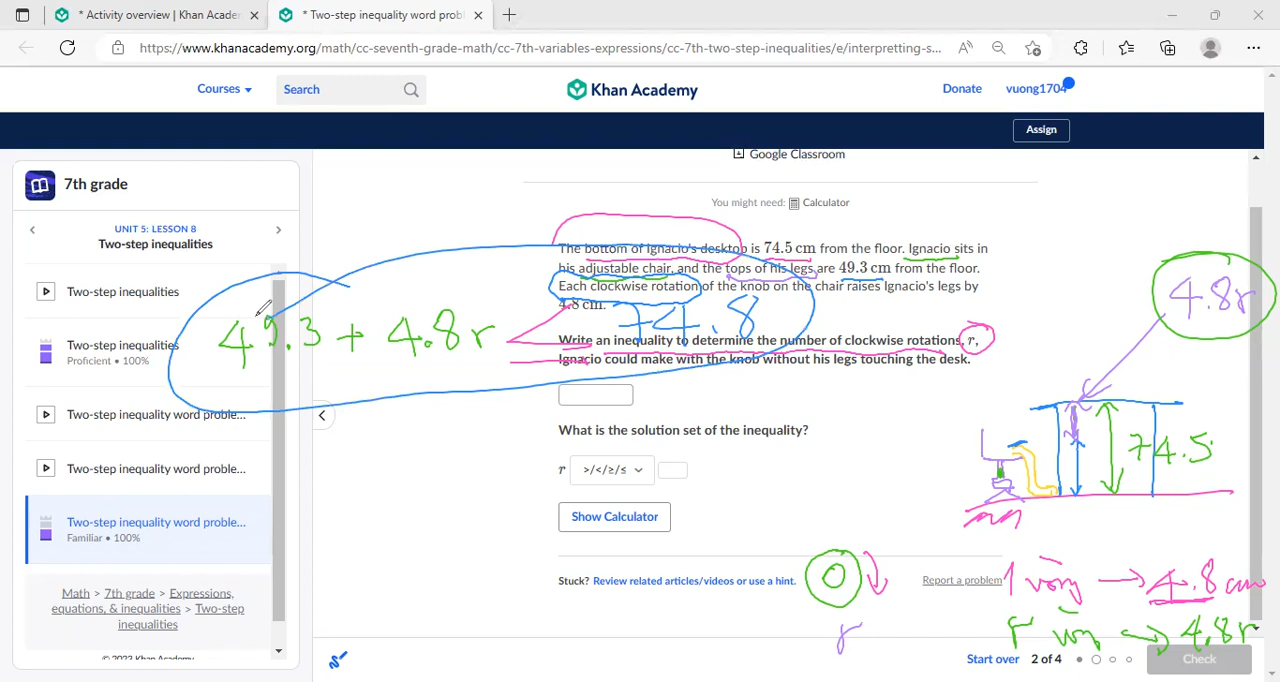 * Activity overview | Khan Acader
* Two-step inequality word probl
https://www.khanacademy.org/math/cc-seventh-grade-math/cc-7th-variables-expressions/cc-7th-two-step-inequalities/e/interpretting-s...
Courses
Search
Khan Academy
Donate
vuong1704
Assign
7th grade
UNIT 5: LESSON 8
Two-step inequalities
Two-step inequalities
Two-step inequalities
Proficient • 100%
Two-step inequality word proble...
Two-step inequality word proble...
Two-step inequality word proble...
Familiar • 100%
Math > 7th grade > Expressions,
equations, & inequalities > Two-step
inequalities
© 2023 Khan Academy
Google Classroom
You might need: Calculator
The bottom of Ignacio's desktop is 74.5 cm from the floor. Ignacio sits in
his adjustable chair, and the tops of his legs are 49.3 cm from the floor.
Each clockwise rotation of the knob on the chair raises Ignacio's legs by
4.8 cm.
49.3 + 4.8r ≤ 74.8
Write an inequality to determine the number of clockwise rotations, r,
Ignacio could make with the knob without his legs touching the desk.
What is the solution set of the inequality?
r >/</≥/≤
Show Calculator
Stuck? Review related articles/videos or use a hint.
Report a problem
Start over
2 of 4
Check
4.8r
74.5
0
r
1 vòng → 4.8 cm
r → 4.8r